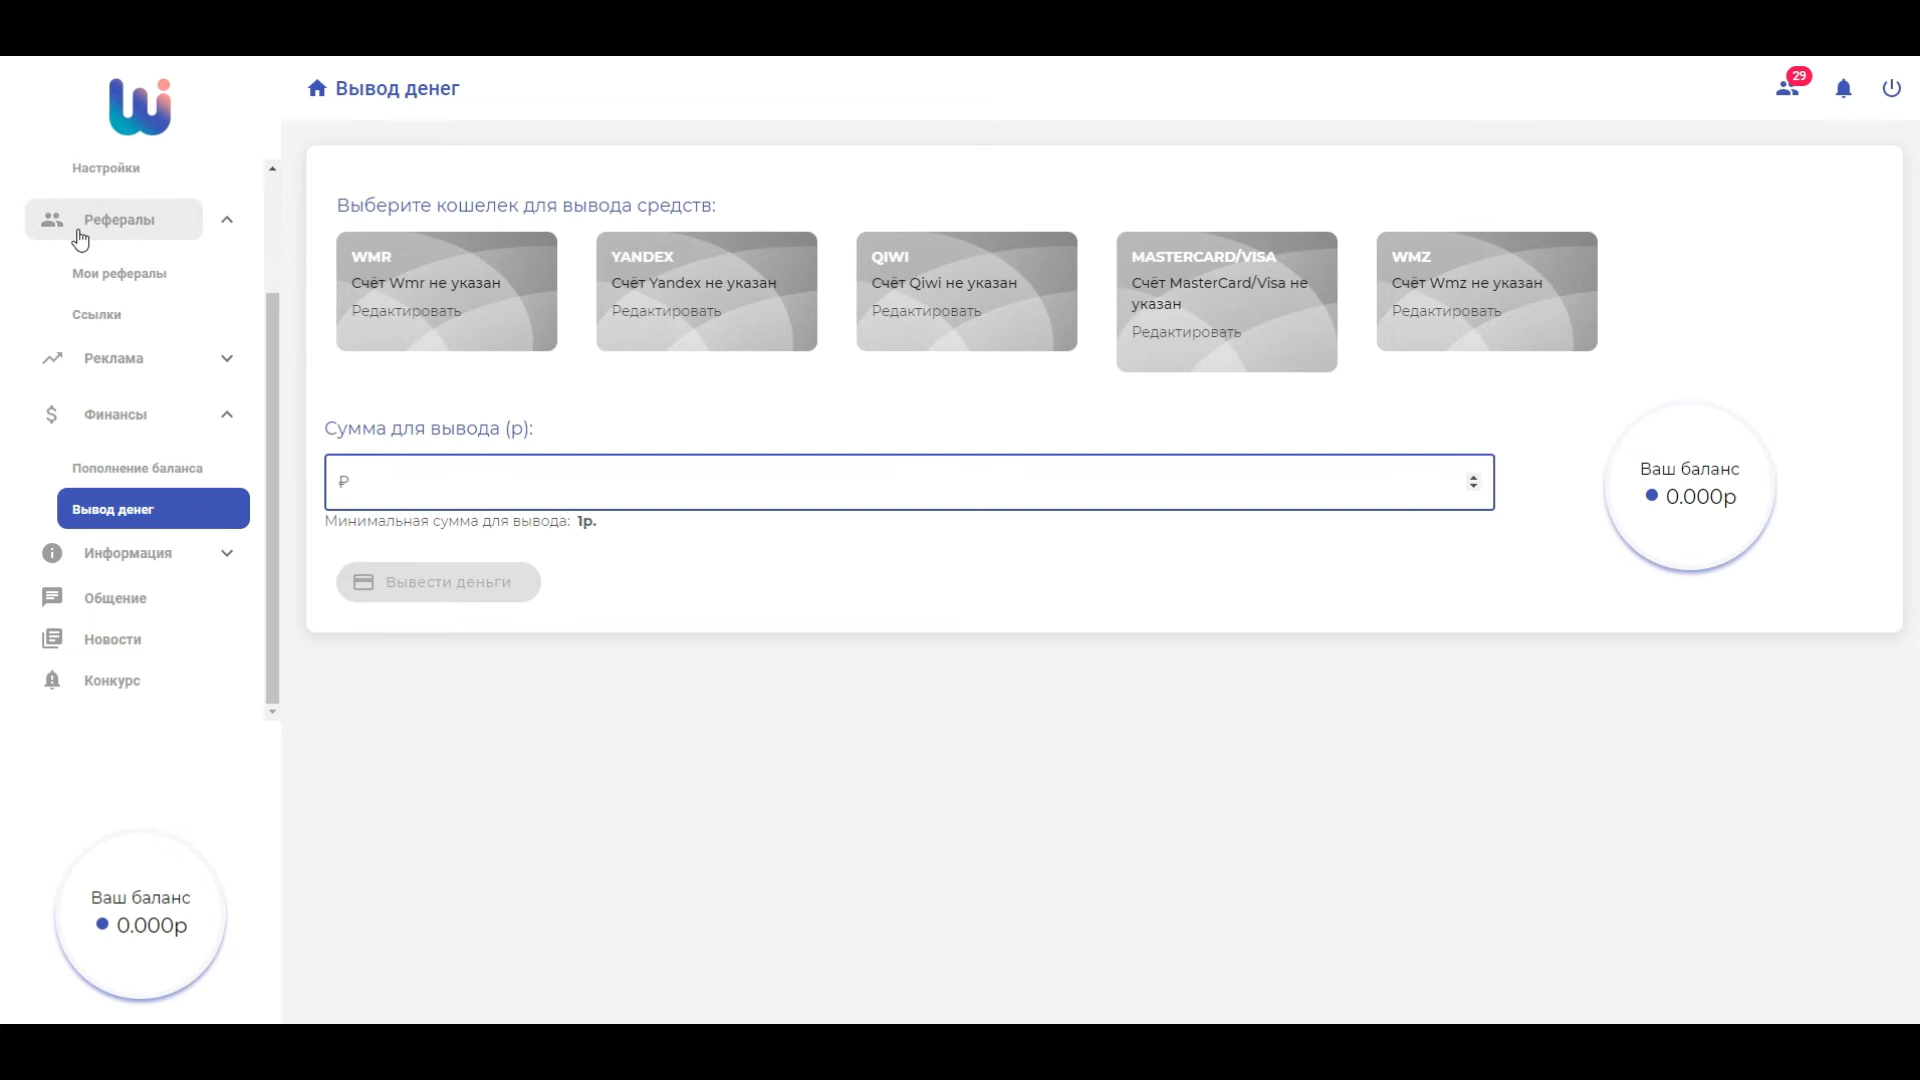 Вывод денег
29
Настройки
Рефералы
Мои рефералы
Ссылки
Реклама
Финансы
Пополнение баланса
Вывод денег
Информация
Общение
Новости
Конкурс
Ваш баланс
0.000р
Выберите кошелек для вывода средств:
WMR
Счёт Wmr не указан
Редактировать
YANDEX
Счёт Yandex не указан
Редактировать
QIWI
Счёт Qiwi не указан
Редактировать
MASTERCARD/VISA
Счёт MasterCard/Visa не
указан
Редактировать
WMZ
Счёт Wmz не указан
Редактировать
Сумма для вывода (р):
₽
Минимальная сумма для вывода: 1р.
Вывести деньги
Ваш баланс
0.000р